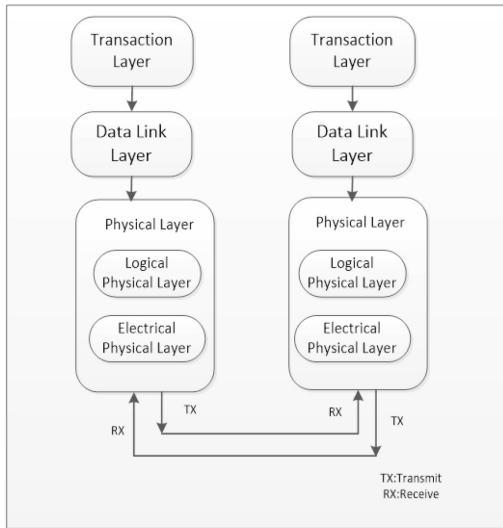 Transaction
Layer
Data Link
Layer
Physical Layer
Logical
Physical Layer
Electrical
Physical Layer
TX
RX
Transaction
Layer
Data Link
Layer
Physical Layer
Logical
Physical Layer
Electrical
Physical Layer
RX
TX
TX:Transmit
RX:Receive